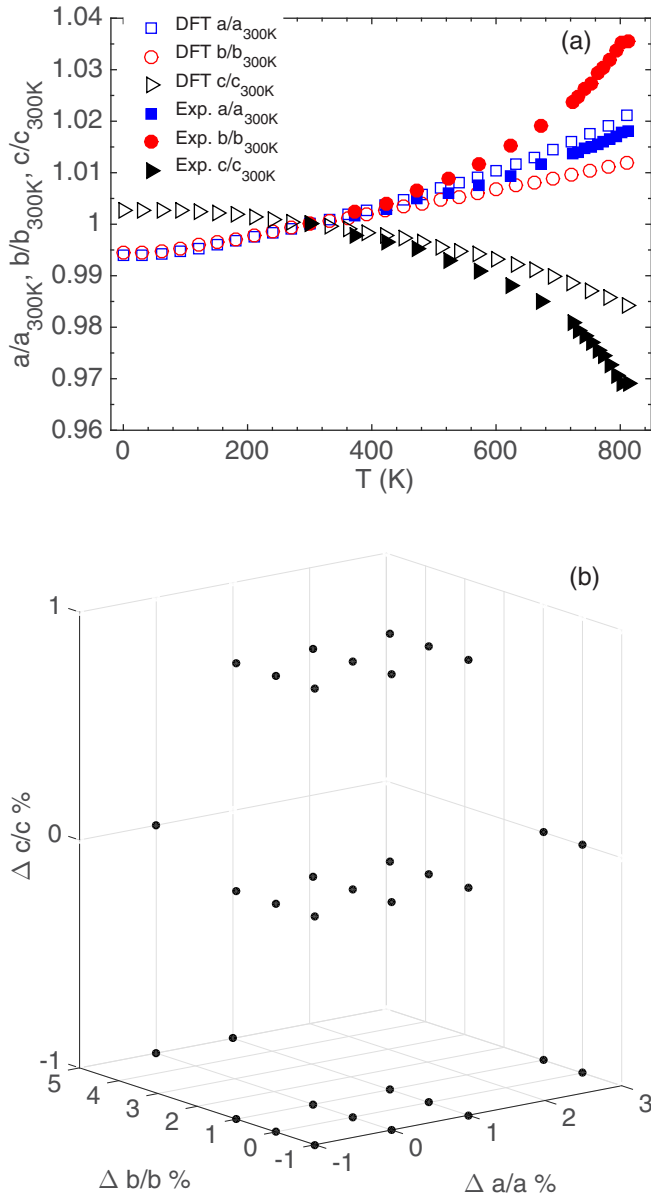 1.04
1.03
1.02
1.01
1
0.99
0.98
0.97
0.96
a/a300K, b/b300K, c/c300K
DFT a/a300K
DFT b/b300K
DFT c/c300K
Exp. a/a300K
Exp. b/b300K
Exp. c/c300K
(a)
0 200 400 600 800
T (K)
(b)
1
0
-1
Δ c/c %
5 4 3 2 1 0 -1
Δ b/b %
-1 0 1 2 3
Δ a/a %